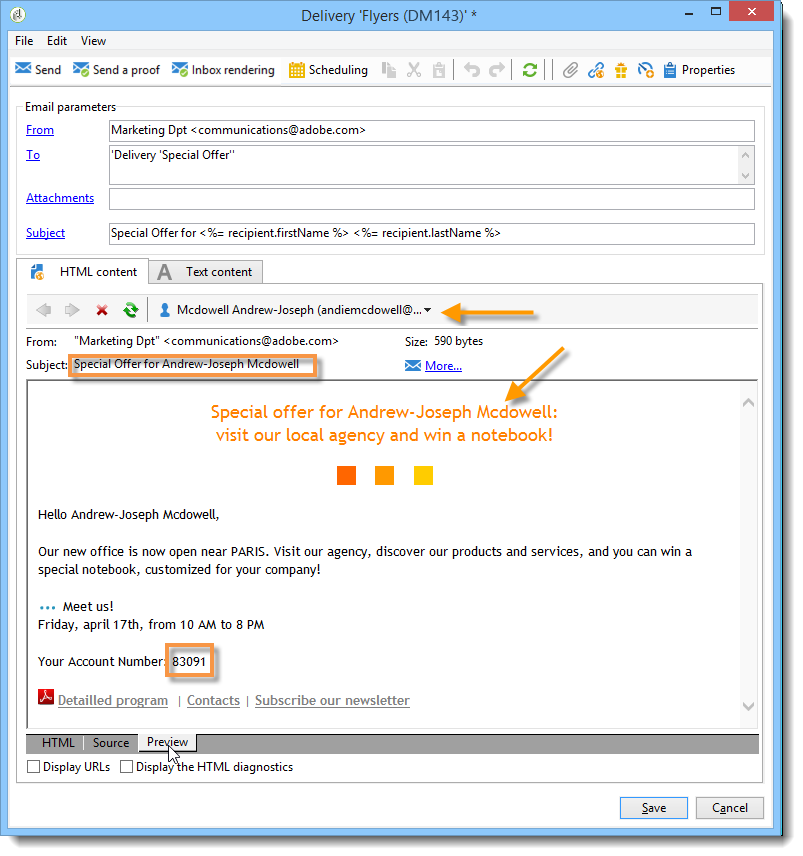 Delivery 'Flyers (DM143)' *
File Edit View
Send Send a proof Inbox rendering Scheduling Properties
Email parameters
From Marketing Dpt <communications@adobe.com>
To 'Delivery 'Special Offer''
Attachments
Subject Special Offer for <%= recipient.firstName %> <%= recipient.lastName %>
HTML content A Text content
Mcdowell Andrew-Joseph (andiemcdowell@...
From: "Marketing Dpt" <communications@adobe.com> Size: 590 bytes
Subject: Special Offer for Andrew-Joseph Mcdowell More...
Special offer for Andrew-Joseph Mcdowell:
visit our local agency and win a notebook!
Hello Andrew-Joseph Mcdowell,
Our new office is now open near PARIS. Visit our agency, discover our products and services, and you can win a
special notebook, customized for your company!
... Meet us!
Friday, april 17th, from 10 AM to 8 PM
Your Account Number: 83091
Detailled program | Contacts | Subscribe our newsletter
HTML Source Preview
Display URLs Display the HTML diagnostics
Save Cancel